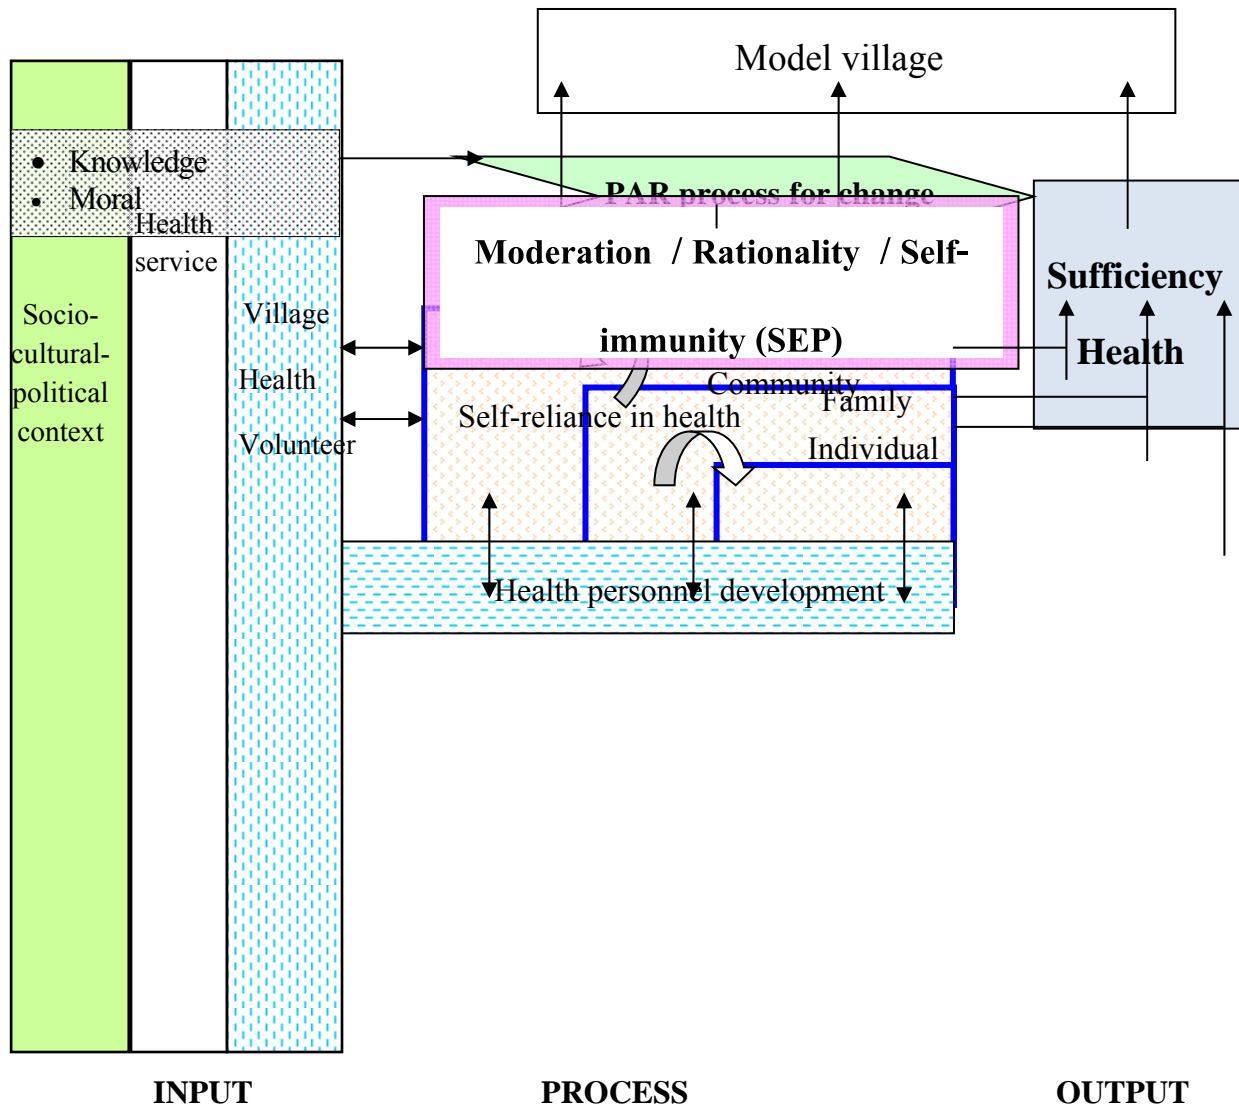 Model village
• Knowledge
• Moral
Health
service
Socio-
cultural-
political
context
Village
Health
Volunteer
PAR process for change
Moderation / Rationality / Self-
immunity (SEP)
Community
Family
Self-reliance in health
Individual
Health personnel development
Sufficiency
Health
INPUT
PROCESS
OUTPUT